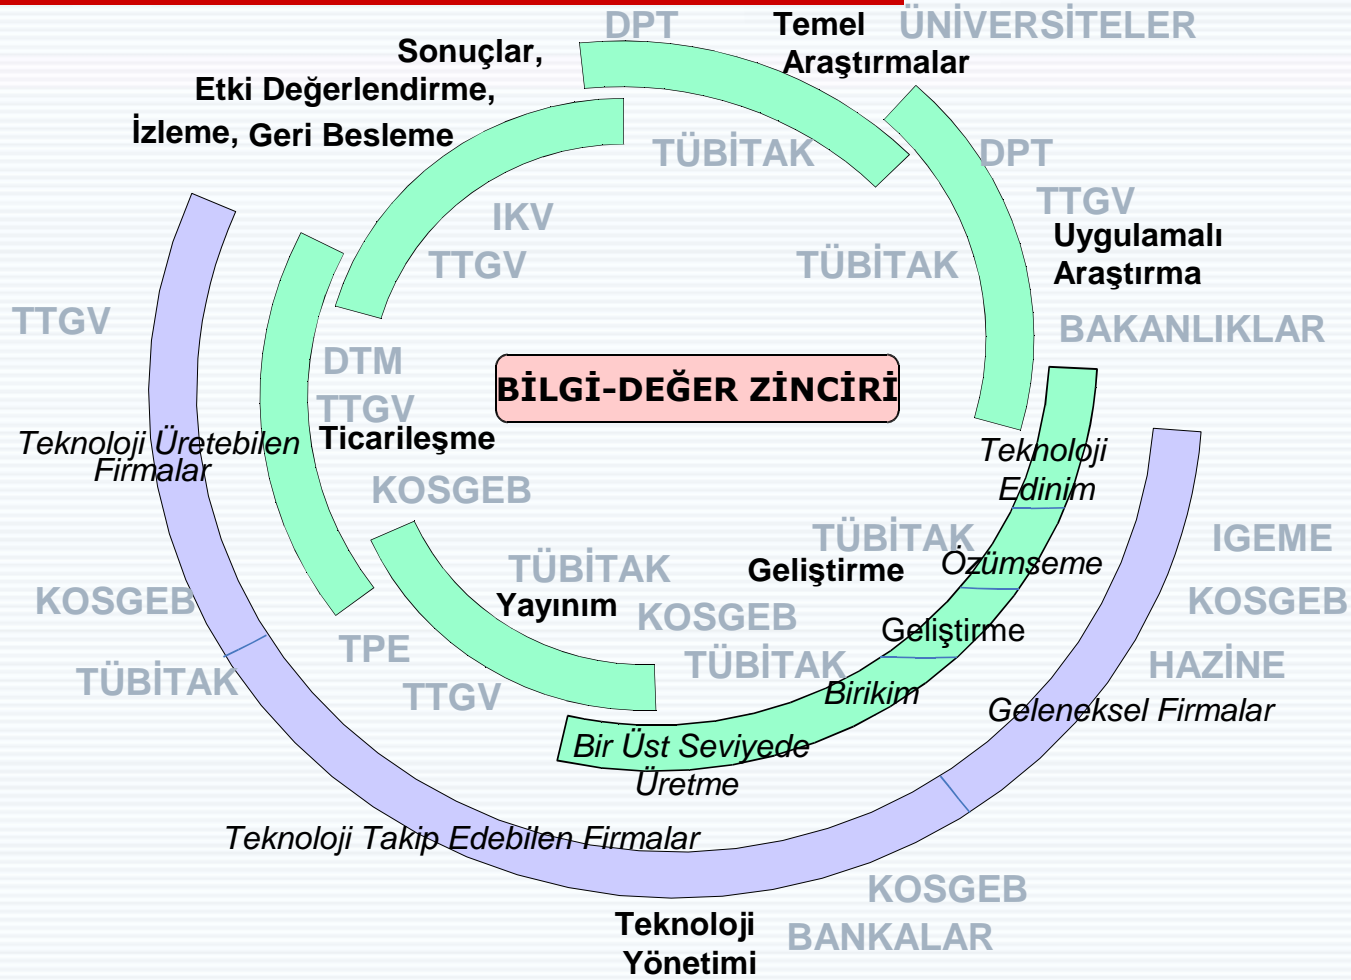 DPT
Temel
Araştırmalar
ÜNİVERSİTELER
Sonuçlar,
Etki Değerlendirme,
İzleme, Geri Besleme
TÜBİTAK
DPT
TTGV
Uygulamalı
Araştırma
TÜBİTAK
BAKANLIKLAR
IKV
TTGV
TTGV
DTM
TTGV
Ticarileşme
KOSGEB
BİLGİ-DEĞER ZİNCİRİ
Teknoloji Üretebilen
Firmalar
Teknoloji
Edinim
TÜBİTAK
Geliştirme
Özümseme
Geliştirme
Birikim
Bir Üst Seviyede
Üretme
IGEME
KOSGEB
HAZİNE
Geleneksel Firmalar
TÜBİTAK
Yayınım
KOSGEB
TÜBİTAK
KOSGEB
TÜBİTAK
TPE
TTGV
Teknoloji Takip Edebilen Firmalar
KOSGEB
BANKALAR
Teknoloji
Yönetimi